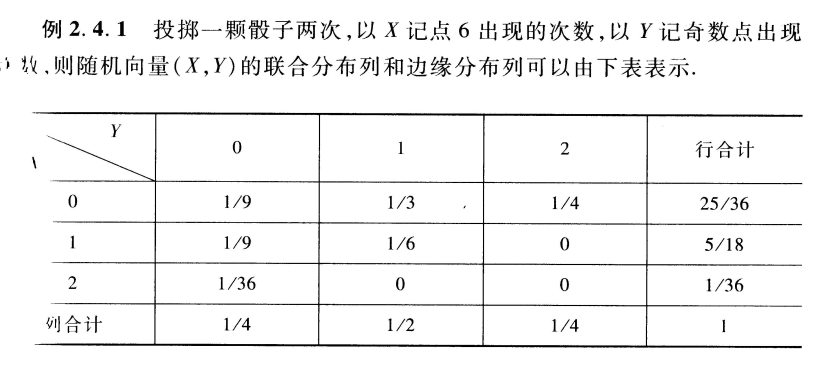 例 2.4.1 投掷一颗骰子两次,以 X 记点 6 出现的次数,以 Y 记奇数点出现
数,则随机向量(X,Y)的联合分布列和边缘分布列可以由下表表示.
Y
0 1 2 行合计
0 1/9 1/3 1/4 25/36
1 1/9 1/6 0 5/18
2 1/36 0 0 1/36
列合计 1/4 1/2 1/4 1